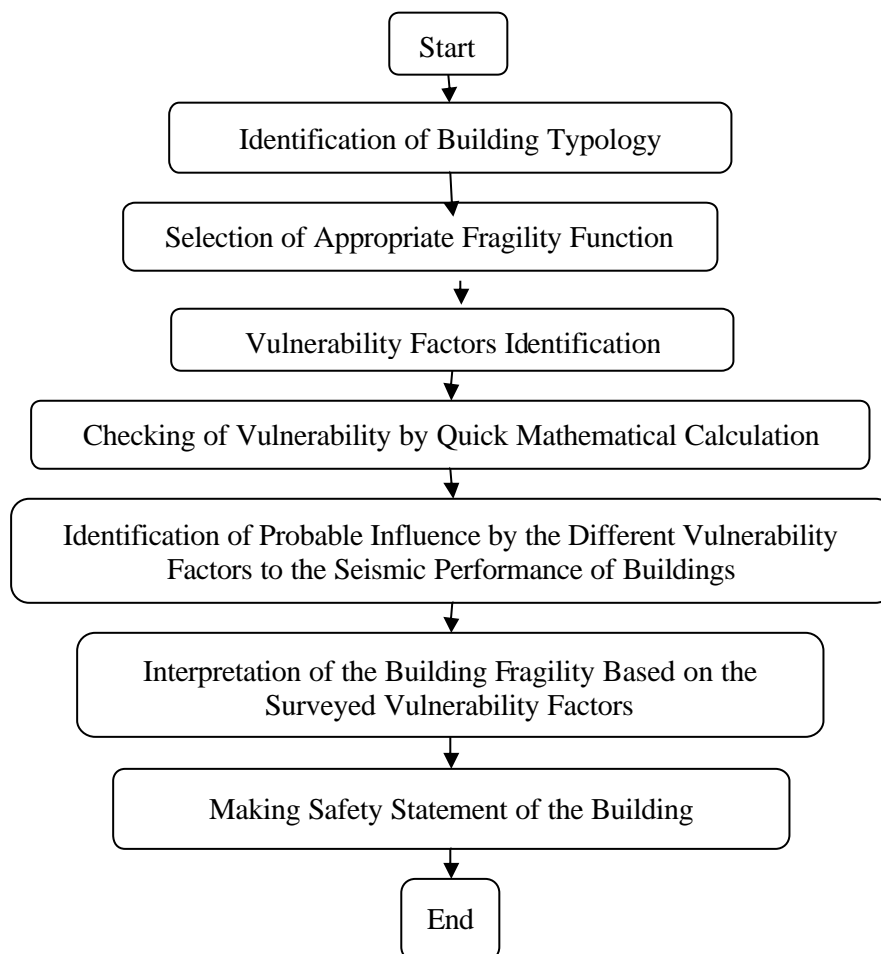 Start
Identification of Building Typology
Selection of Appropriate Fragility Function
Vulnerability Factors Identification
Checking of Vulnerability by Quick Mathematical Calculation
Identification of Probable Influence by the Different Vulnerability
Factors to the Seismic Performance of Buildings
Interpretation of the Building Fragility Based on the
Surveyed Vulnerability Factors
Making Safety Statement of the Building
End